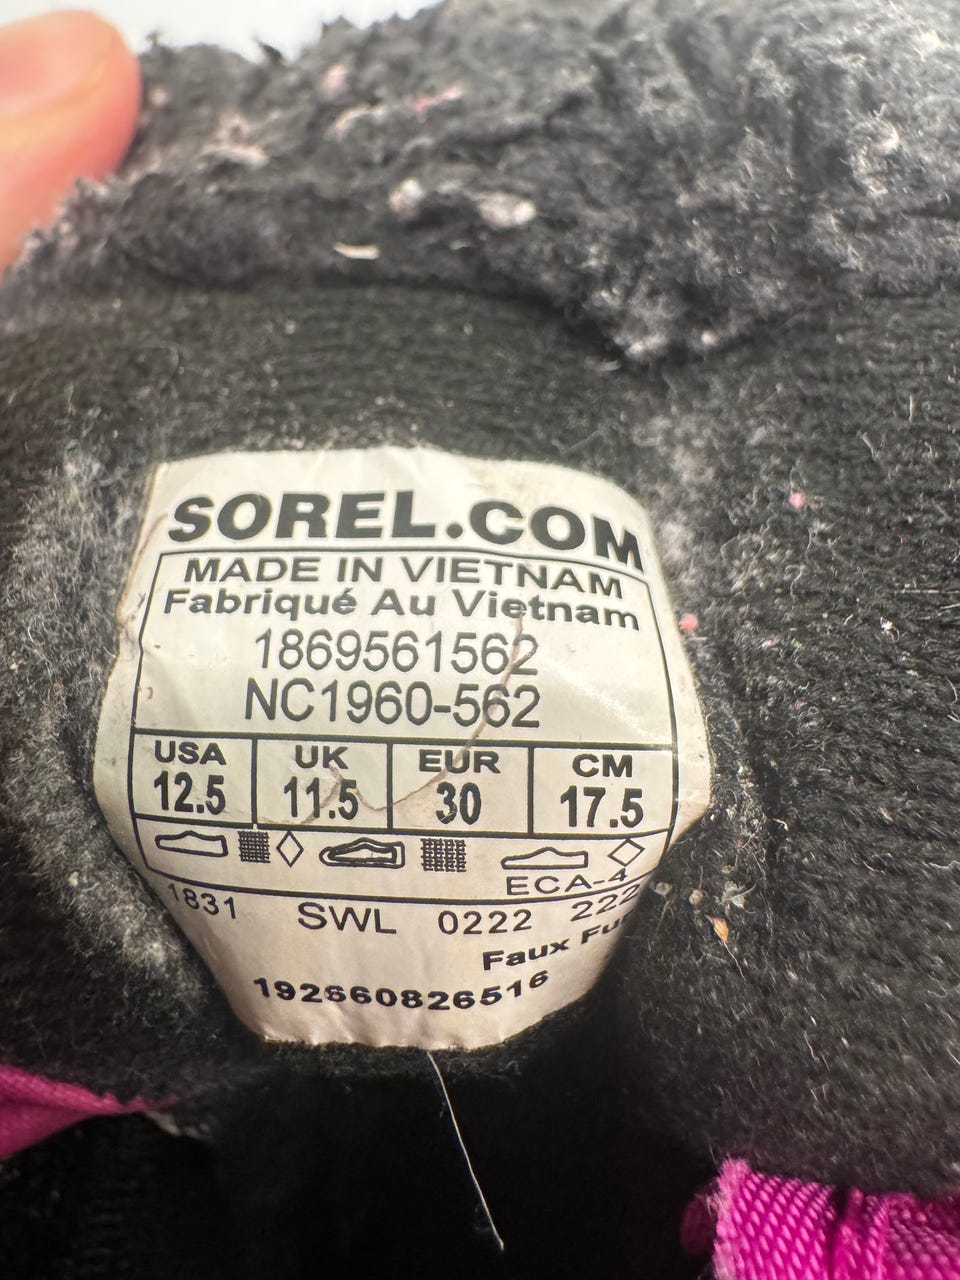 SOREL.COM
MADE IN VIETNAM
Fabriqué Au Vietnam
1869561562
NC1960-562
USA UK EUR CM
12.5 11.5 30 17.5
ECA-4
1831 SWL 0222 222
Faux
192660826516